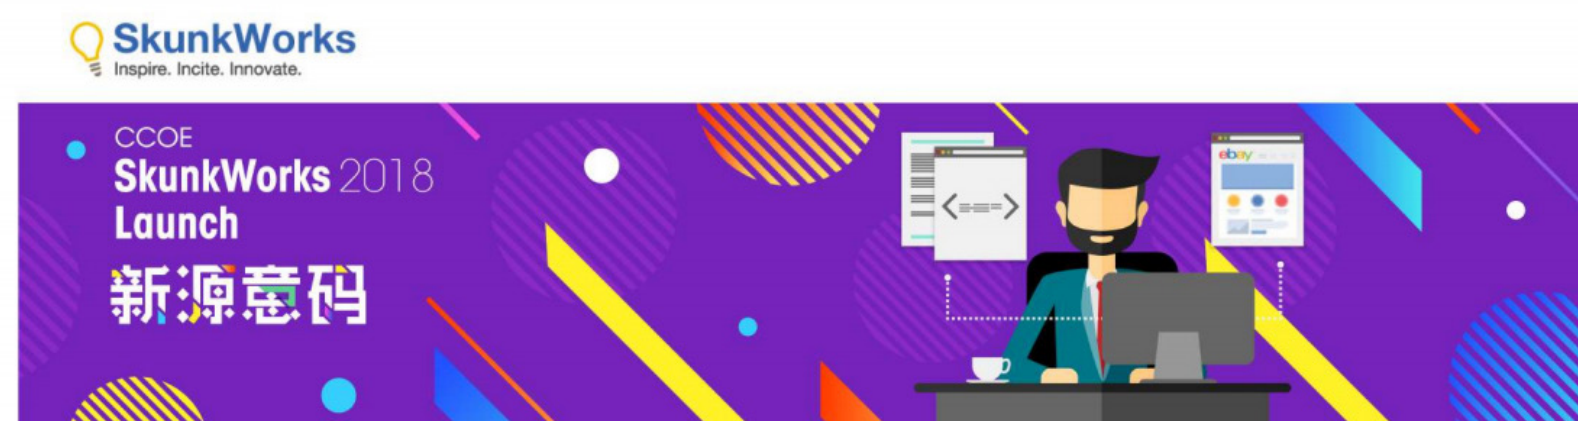 SkunkWorks
Inspire. Incite. Innovate.
CCOE
SkunkWorks 2018
Launch
新源意码
ebay